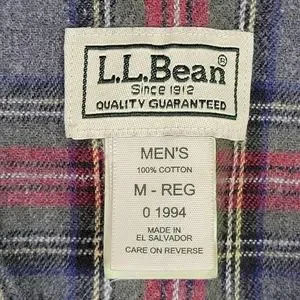 L.L.Bean®
Since 1912
QUALITY GUARANTEED
MEN'S
100% COTTON
M - REG
0 1994
MADE IN
EL SALVADOR
CARE ON REVERSE